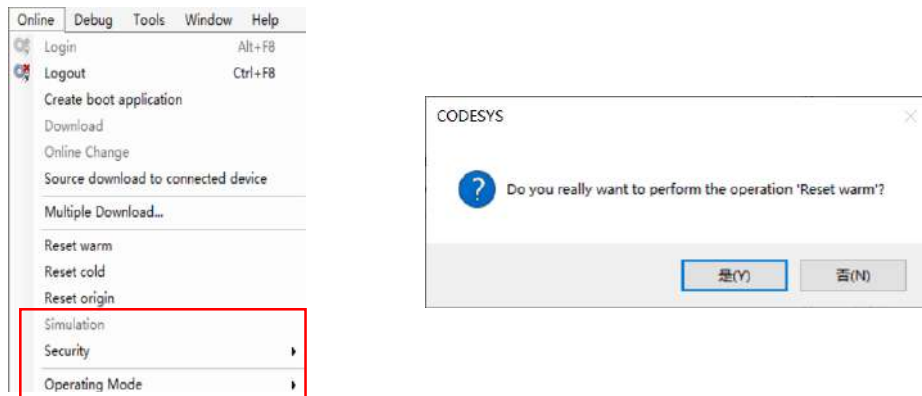 Online Debug Tools Window Help
Login Alt+F8
Logout Ctrl+F8
Create boot application
Download
Online Change
Source download to connected device
Multiple Download...
Reset warm
Reset cold
Reset origin
Simulation
Security
Operating Mode
CODESYS
Do you really want to perform the operation 'Reset warm'?
是(Y) 否(N)